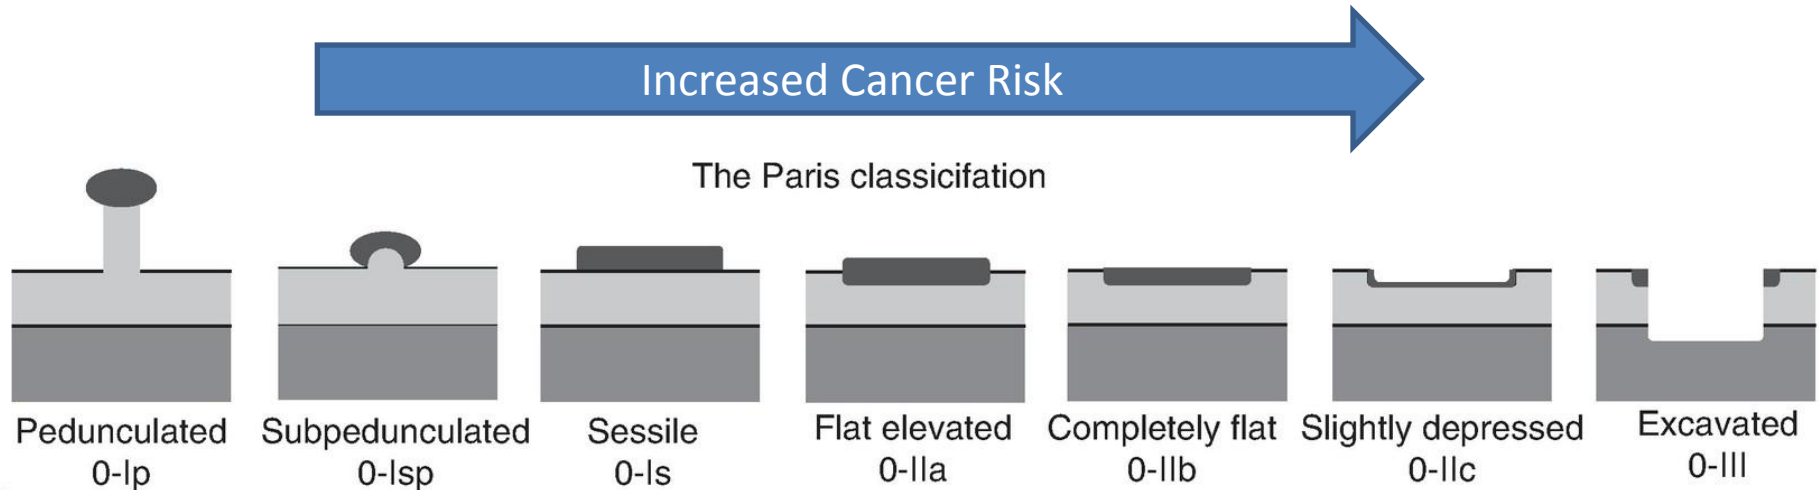 Increased Cancer Risk
The Paris classicifation
Pedunculated
0-Ip
Subpedunculated
0-Isp
Sessile
0-Is
Flat elevated
0-IIa
Completely flat
0-IIb
Slightly depressed
0-IIc
Excavated
0-III